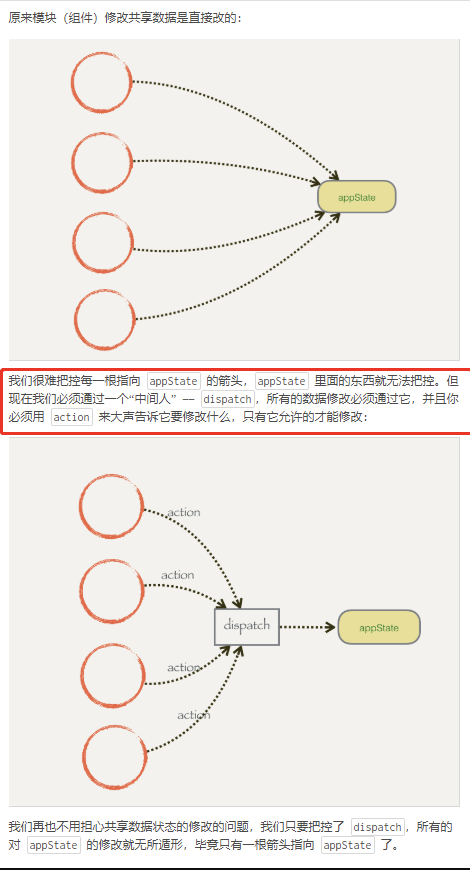 原来模块（组件）修改共享数据是直接改的：
appState
我们很难把控每一根指向 appState 的箭头，appState 里面的东西就无法把控。但
现在我们必须通过一个“中间人” —— dispatch，所有的数据修改必须通过它，并且你
必须用 action 来大声告诉它要修改什么，只有它允许的才能修改：
action
action
dispatch
appState
action
action
我们再也不用担心共享数据状态的修改的问题，我们只要把控了 dispatch，所有的
对 appState 的修改就无所遁形，毕竟只有一根箭头指向 appState 了。